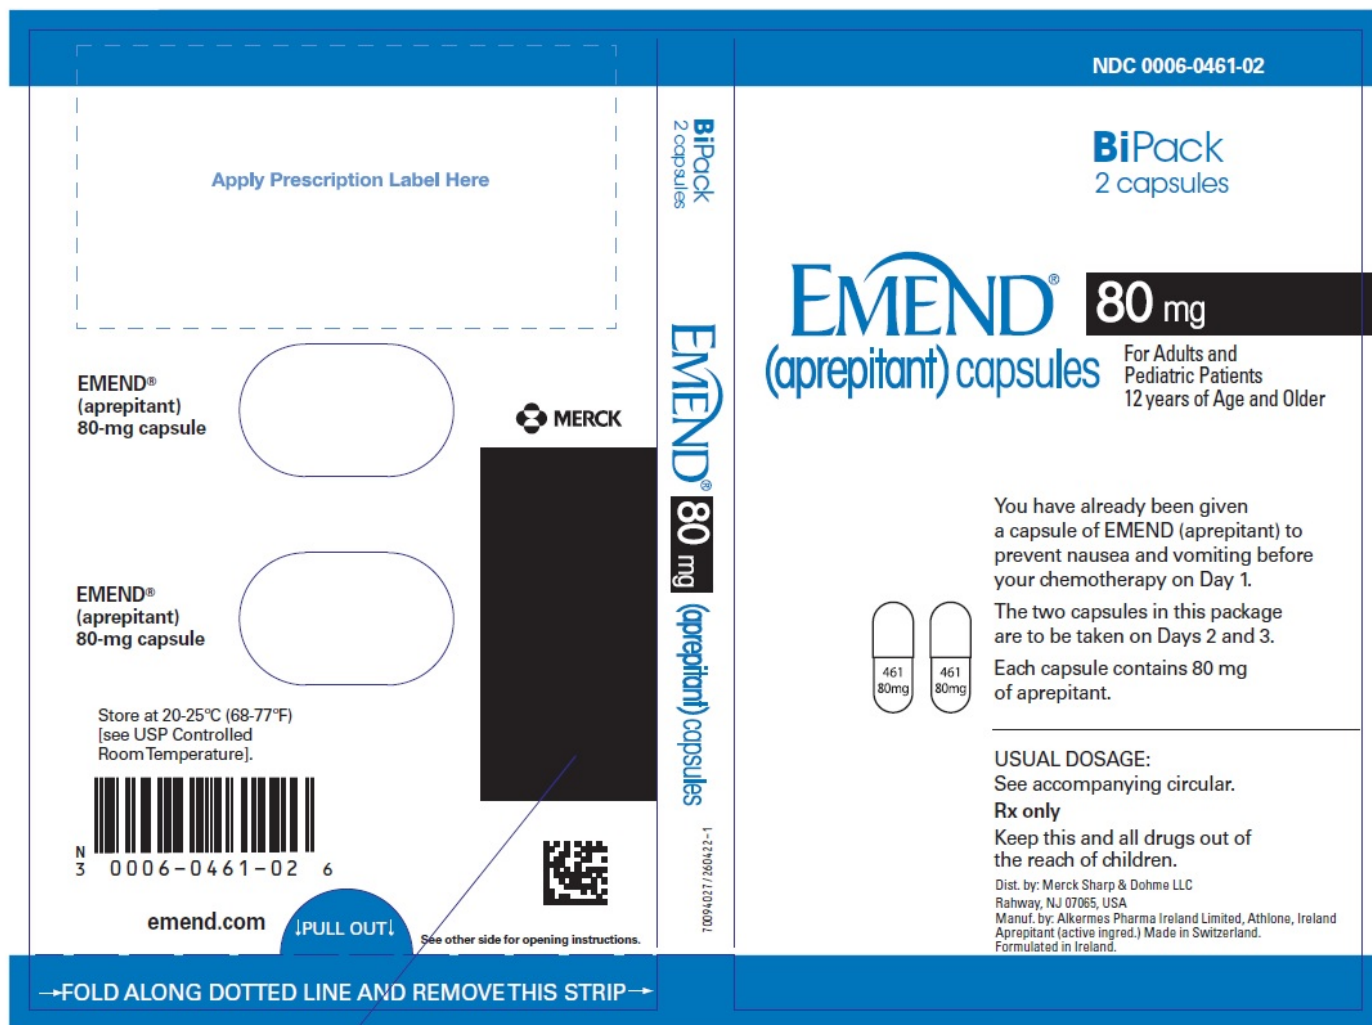 Apply Prescription Label Here
EMEND®
(aprepitant)
80-mg capsule
MERCK
EMEND®
(aprepitant)
80-mg capsule
Store at 20-25ºC (68-77ºF)
[see USP Controlled
Room Temperature].
N
3 0006-0461-02 6
emend.com
↓PULL OUT↓
See other side for opening instructions.
→FOLD ALONG DOTTED LINE AND REMOVE THIS STRIP→
BiPack
2 capsules
EMEND®
80 mg
(aprepitant) capsules
70094027/260422-1
NDC 0006-0461-02
BiPack
2 capsules
EMEND® 80 mg
(aprepitant) capsules
For Adults and
Pediatric Patients
12 years of Age and Older
You have already been given
a capsule of EMEND (aprepitant) to
prevent nausea and vomiting before
your chemotherapy on Day 1.
The two capsules in this package
are to be taken on Days 2 and 3.
Each capsule contains 80 mg
of aprepitant.
461
80mg
461
80mg
USUAL DOSAGE:
See accompanying circular.
Rx only
Keep this and all drugs out of
the reach of children.
Dist. by: Merck Sharp & Dohme LLC
Rahway, NJ 07065, USA
Manuf. by: Alkermes Pharma Ireland Limited, Athlone, Ireland
Aprepitant (active ingred.) Made in Switzerland.
Formulated in Ireland.